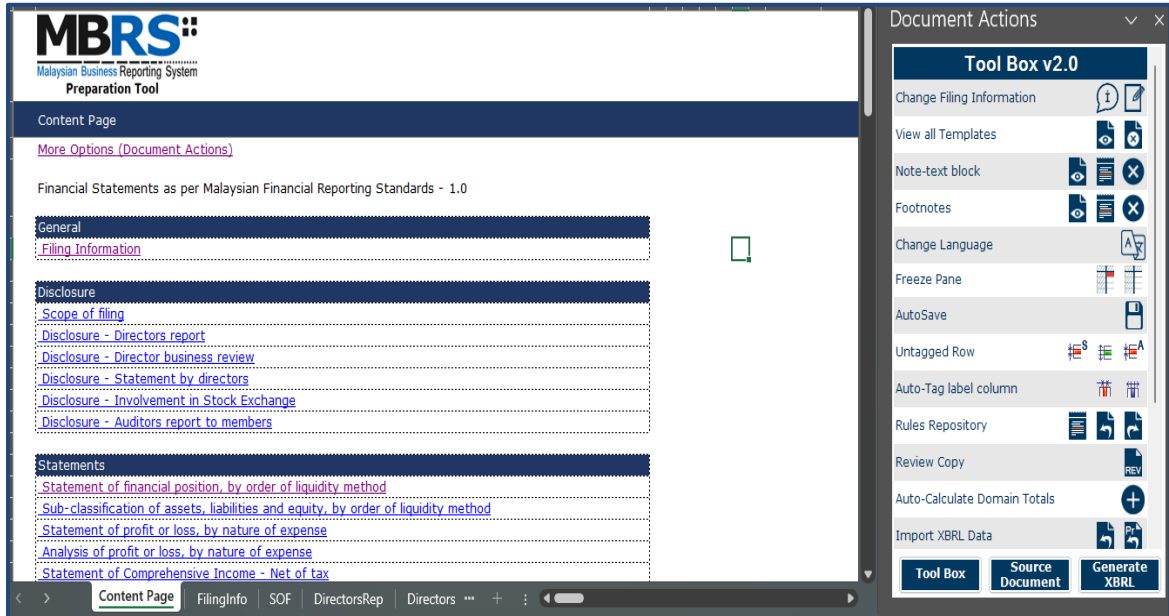 MBRS
Malaysian Business Reporting System
Preparation Tool
Content Page
More Options (Document Actions)
Financial Statements as per Malaysian Financial Reporting Standards - 1.0
General
Filing Information
Disclosure
Scope of filing
Disclosure - Directors report
Disclosure - Director business review
Disclosure - Statement by directors
Disclosure - Involvement in Stock Exchange
Disclosure - Auditors report to members
Statements
Statement of financial position, by order of liquidity method
Sub-classification of assets, liabilities and equity, by order of liquidity method
Statement of profit or loss, by nature of expense
Analysis of profit or loss, by nature of expense
Statement of Comprehensive Income - Net of tax
Content Page FilingInfo SOF DirectorsRep Directors ···
Document Actions
Tool Box v2.0
Change Filing Information
View all Templates
Note-text block
Footnotes
Change Language
Freeze Pane
AutoSave
Untagged Row S A
Auto-Tag label column
Rules Repository
Review Copy REV
Auto-Calculate Domain Totals
Import XBRL Data Pr
Tool Box
Source
Document
Generate
XBRL